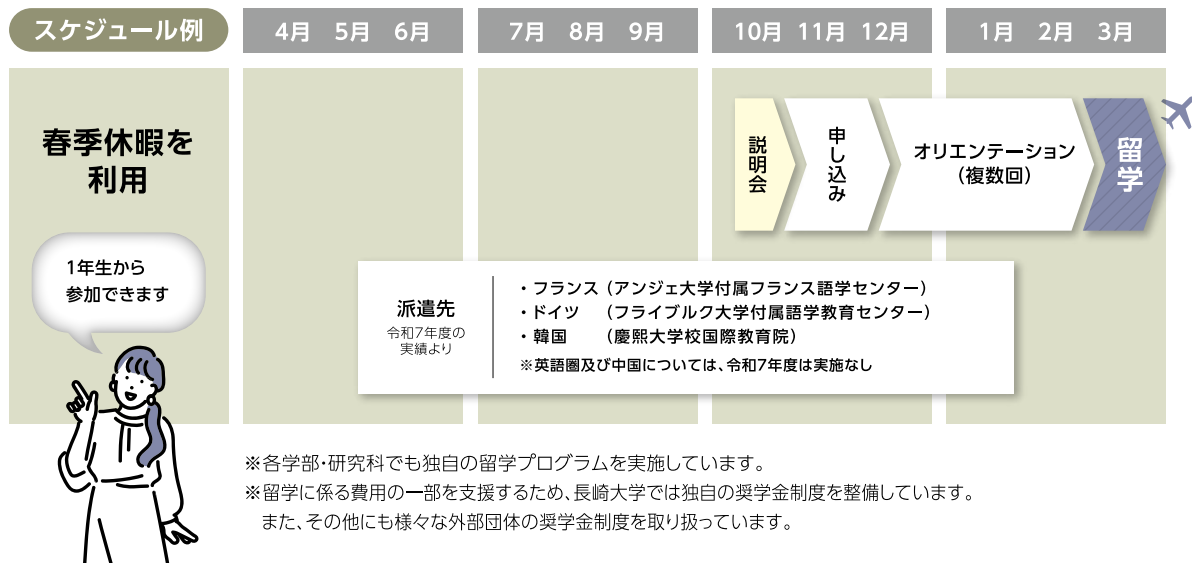 スケジュール例
4月 5月 6月
7月 8月 9月
10月 11月 12月
1月 2月 3月
春季休暇を
利用
説明会
申し込み
オリエンテーション
（複数回）
留学
1年生から
参加できます
派遣先
令和7年度の
実績より
・フランス（アンジェ大学付属フランス語学センター）
・ドイツ （フライブルク大学付属語学教育センター）
・韓国 （慶熙大学校国際教育院）
※英語圏及び中国については、令和7年度は実施なし
※各学部・研究科でも独自の留学プログラムを実施しています。
※留学に係る費用の一部を支援するため、長崎大学では独自の奨学金制度を整備しています。
また、その他にも様々な外部団体の奨学金制度を取り扱っています。